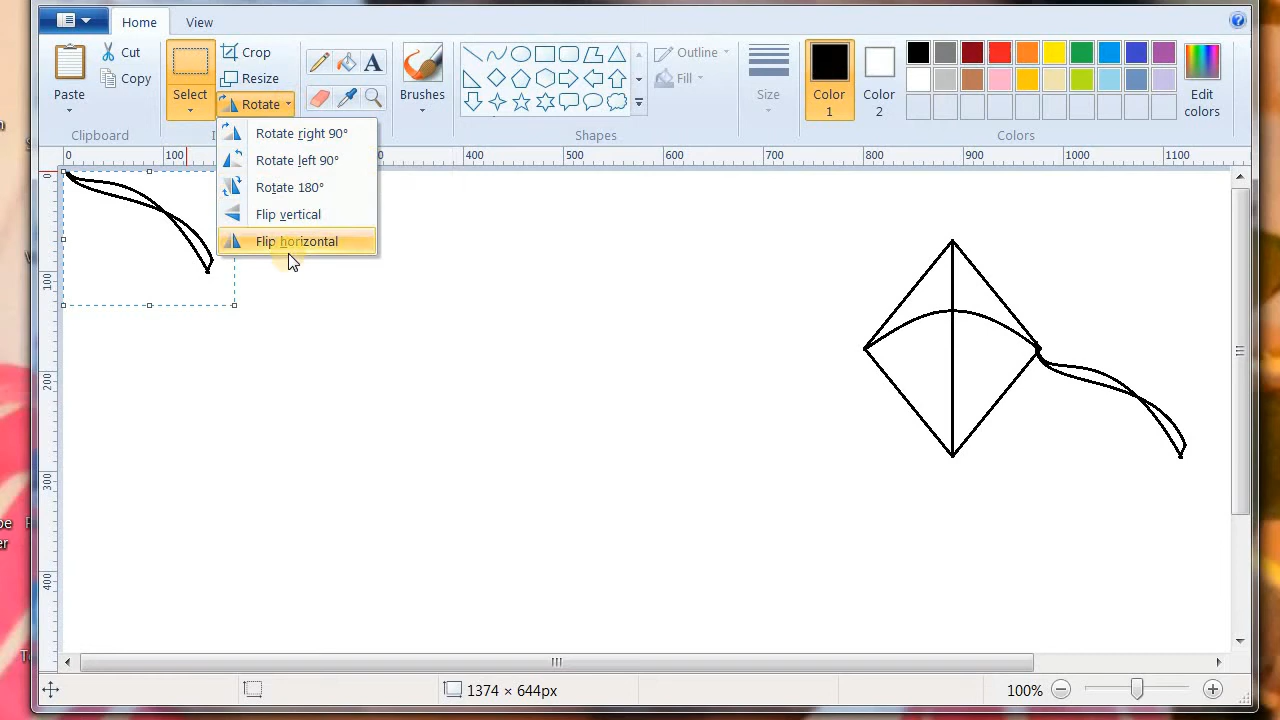 Home View
Cut
Copy
Paste
Clipboard
Select
Crop
Resize
Rotate
A
Brushes
Shapes
Outline
Fill
Size
Color 1
Color 2
Edit colors
Colors
Rotate right 90°
Rotate left 90°
Rotate 180°
Flip vertical
Flip horizontal
0 100 400 500 600 700 800 900 1000 1100
0
100
200
300
400
1374 × 644px
100%